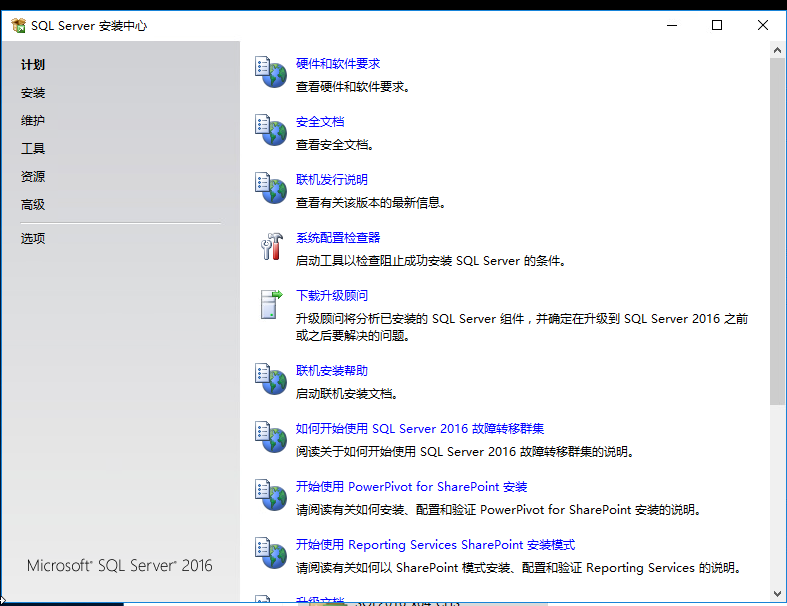 SQL Server 安装中心
计划
安装
维护
工具
资源
高级
选项
Microsoft® SQL Server® 2016
硬件和软件要求
查看硬件和软件要求。
安全文档
查看安全文档。
联机发行说明
查看有关该版本的最新信息。
系统配置检查器
启动工具以检查阻止成功安装 SQL Server 的条件。
下载升级顾问
升级顾问将分析已安装的 SQL Server 组件，并确定在升级到 SQL Server 2016 之前
或之后要解决的问题。
联机安装帮助
启动联机安装文档。
如何开始使用 SQL Server 2016 故障转移群集
阅读关于如何开始使用 SQL Server 2016 故障转移群集的说明。
开始使用 PowerPivot for SharePoint 安装
请阅读有关如何安装、配置和验证 PowerPivot for SharePoint 安装的说明。
开始使用 Reporting Services SharePoint 安装模式
请阅读有关如何以 SharePoint 模式安装、配置和验证 Reporting Services 的说明。
升级文档